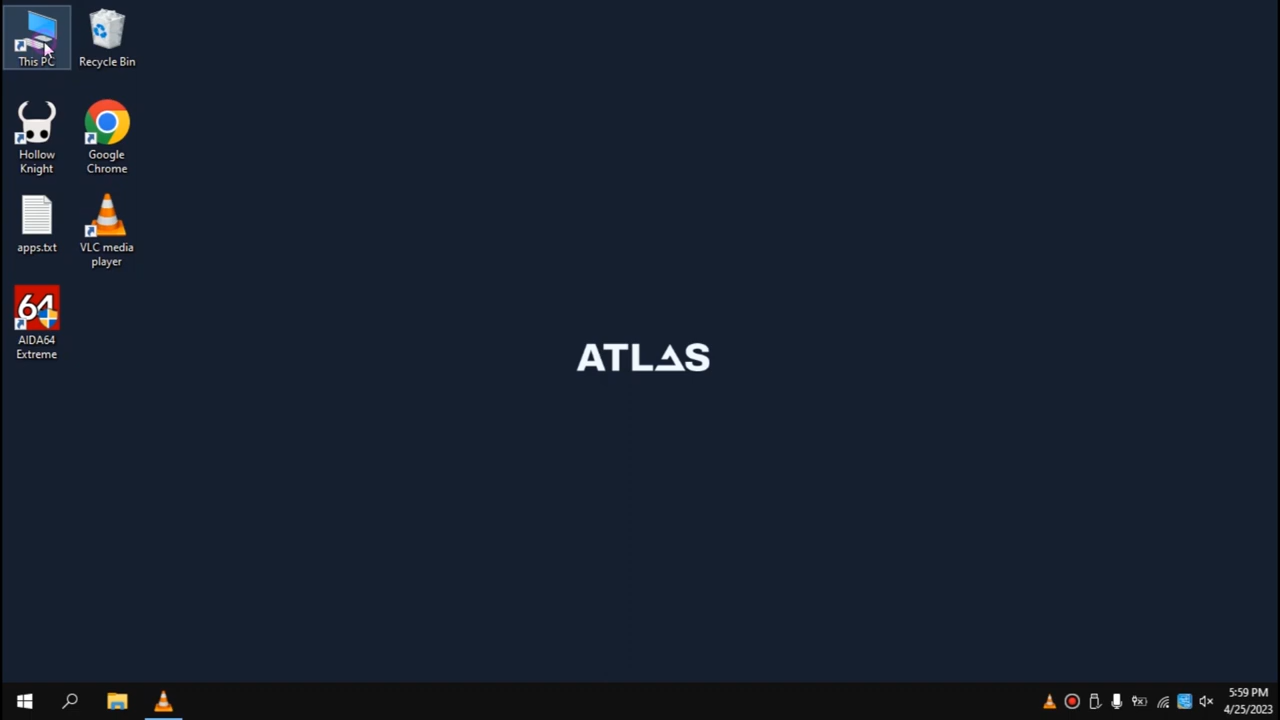 This PC
Recycle Bin
Hollow
Knight
Google
Chrome
apps.txt
VLC media
player
64
AIDA64
Extreme
ATLAS
5:59 PM
4/25/2023